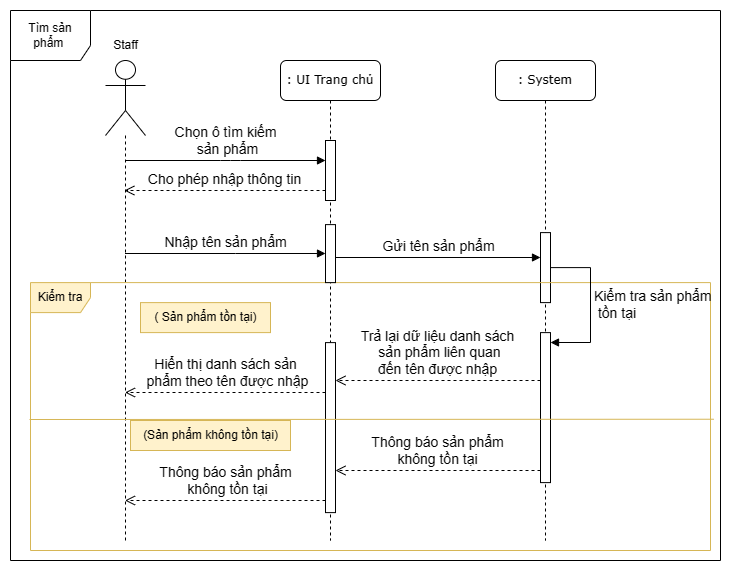 Tìm sản
phẩm
Staff
: UI Trang chủ
: System
Chọn ô tìm kiếm
sản phẩm
Cho phép nhập thông tin
Nhập tên sản phẩm
Gửi tên sản phẩm
Kiểm tra
Kiểm tra sản phẩm
tồn tại
( Sản phẩm tồn tại)
Trả lại dữ liệu danh sách
sản phẩm liên quan
đến tên được nhập
Hiển thị danh sách sản
phẩm theo tên được nhập
(Sản phẩm không tồn tại)
Thông báo sản phẩm
không tồn tại
Thông báo sản phẩm
không tồn tại